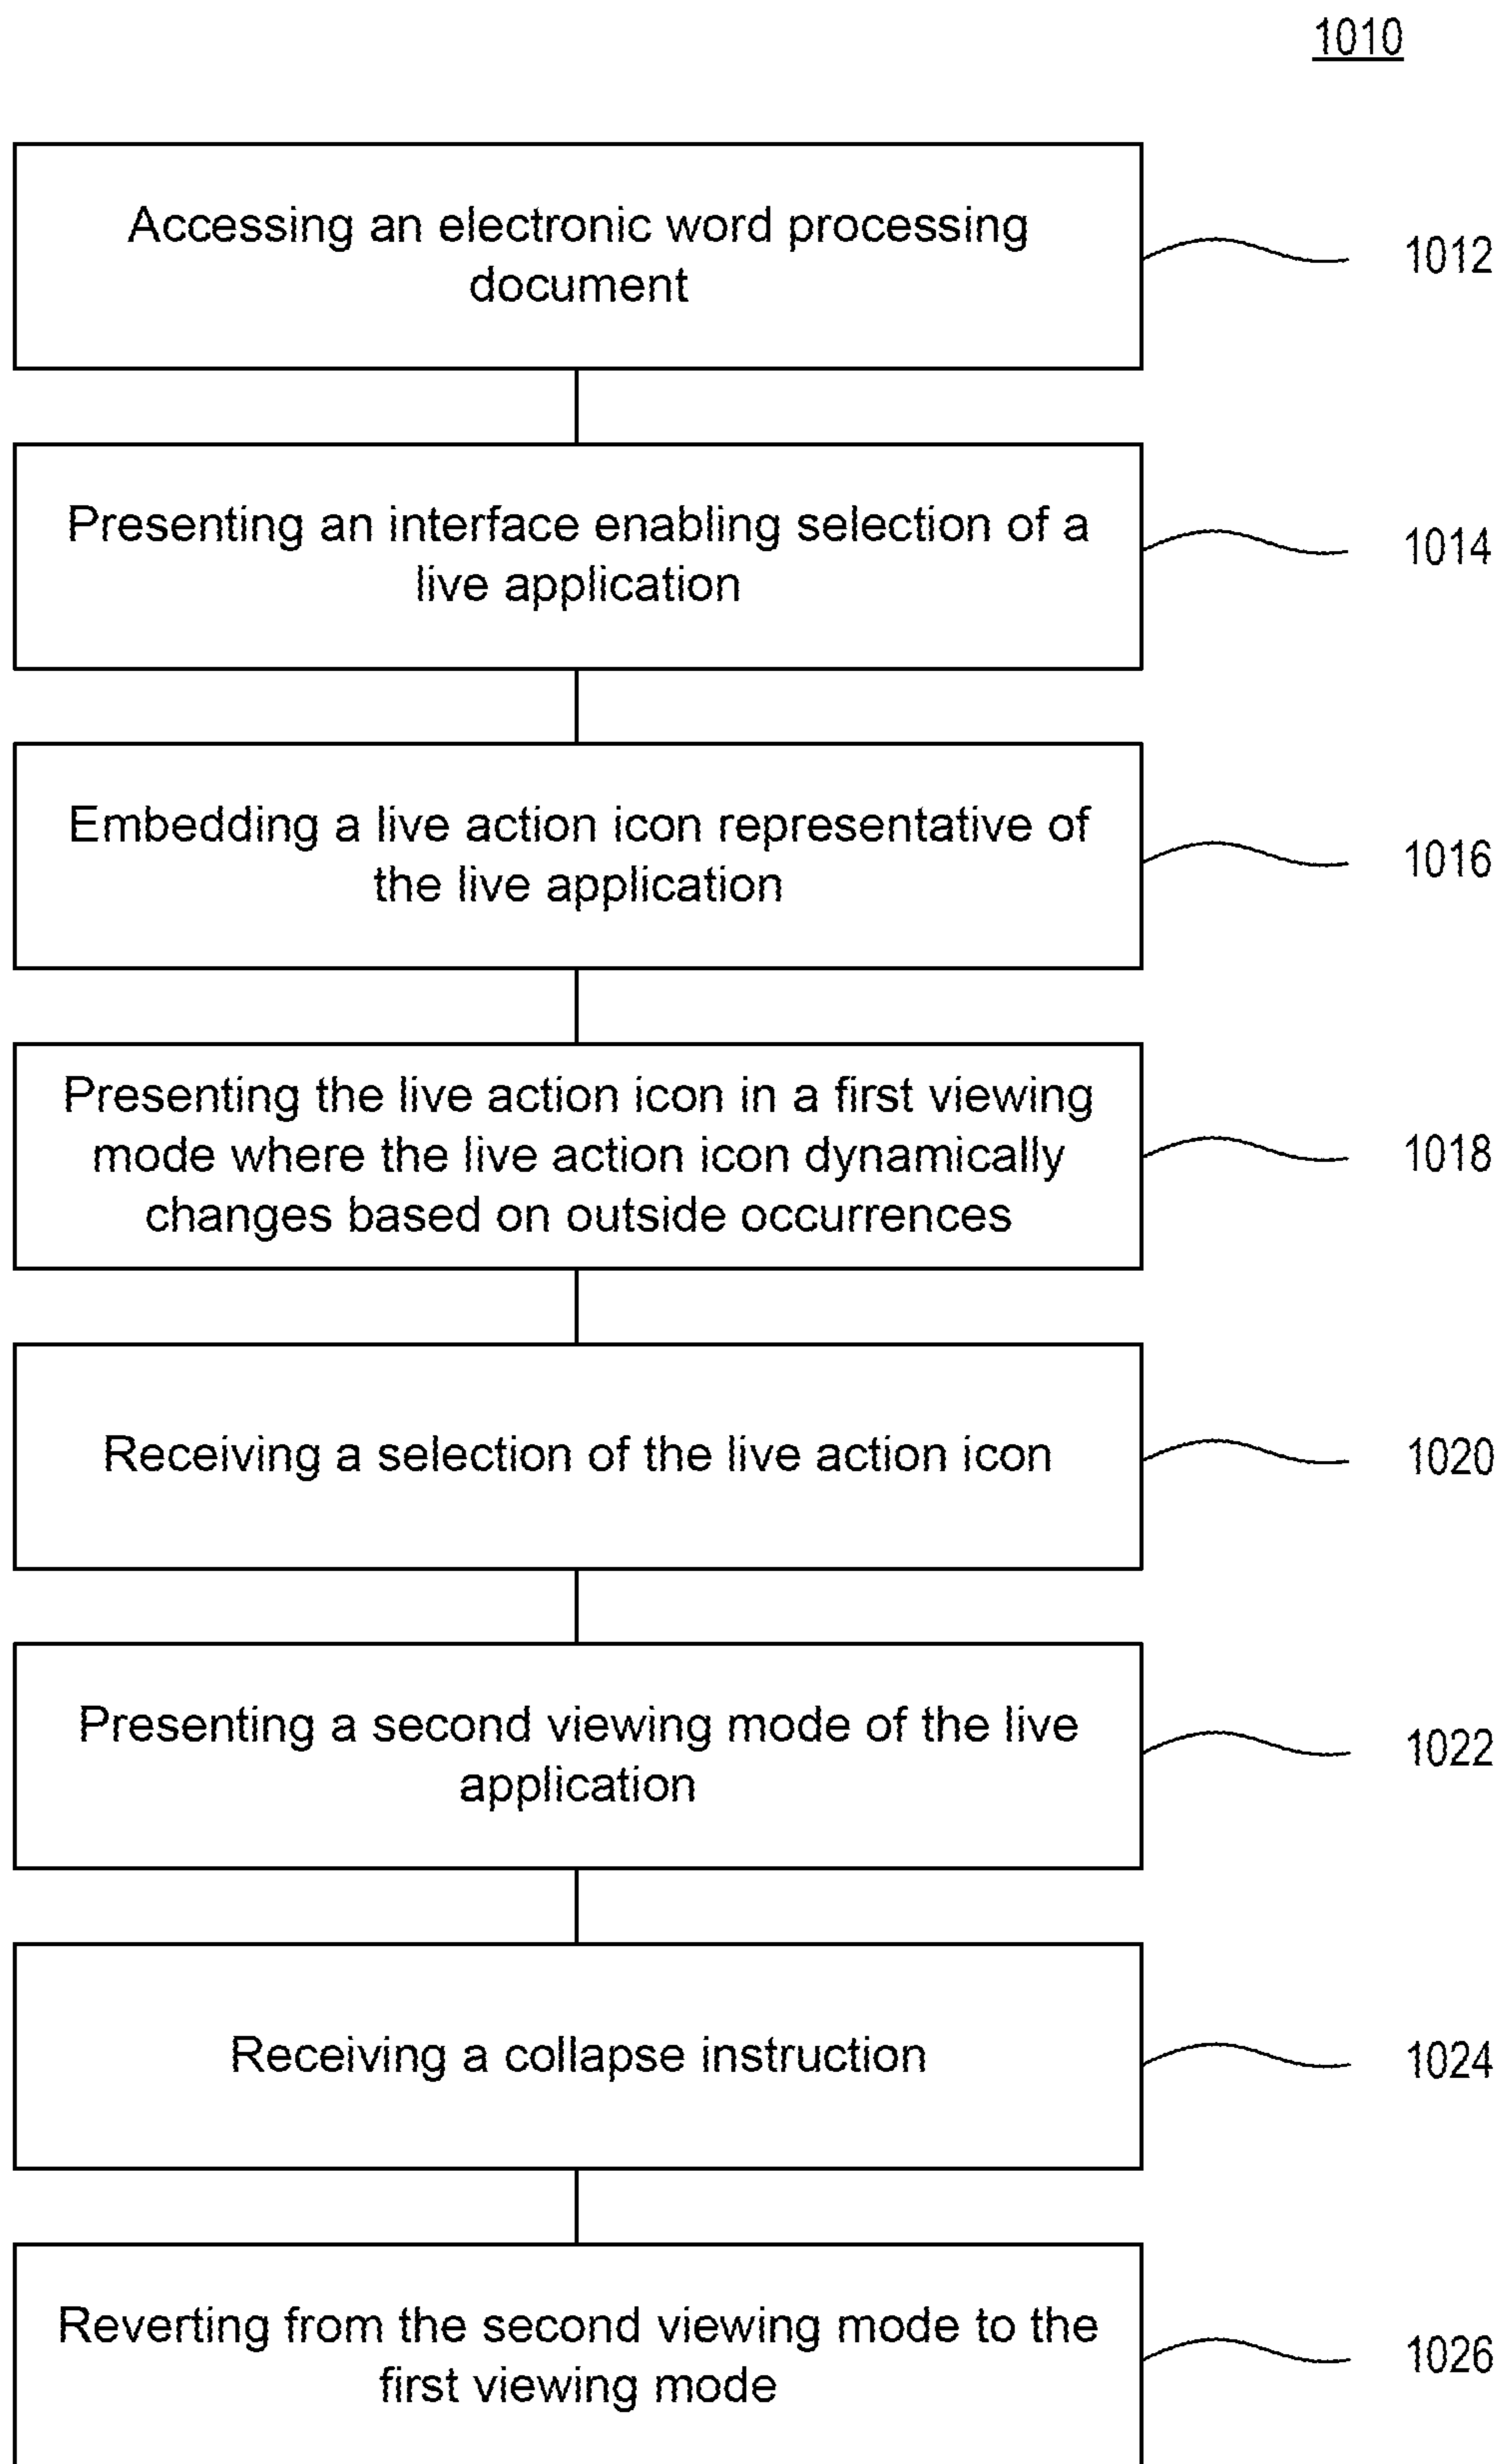 1010
Accessing an electronic word processing
document
1012
Presenting an interface enabling selection of a
live application
1014
Embedding a live action icon representative of
the live application
1016
Presenting the live action icon in a first viewing
mode where the live action icon dynamically
changes based on outside occurrences
1018
Receiving a selection of the live action icon
1020
Presenting a second viewing mode of the live
application
1022
Receiving a collapse instruction
1024
Reverting from the second viewing mode to the
first viewing mode
1026